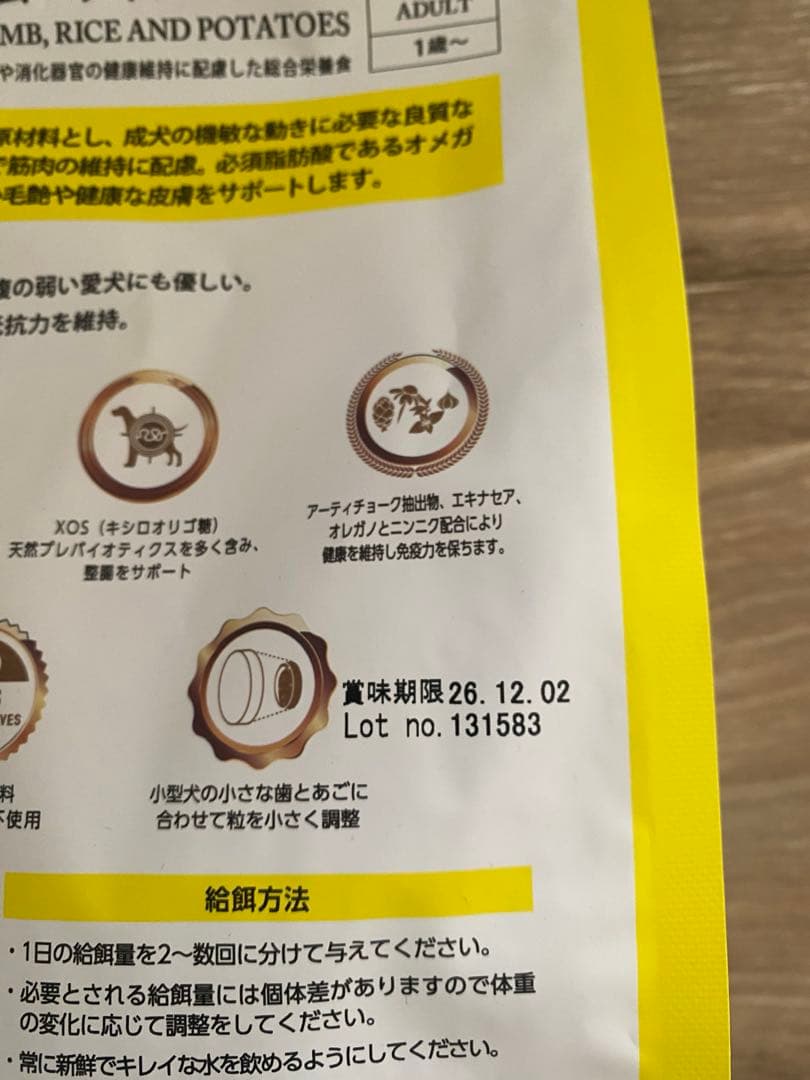 MB, RICE AND POTATOES
ADULT
1歳～
や消化器官の健康維持に配慮した総合栄養食
原材料とし、成犬の機敏な動きに必要な良質な
で筋肉の維持に配慮。必須脂肪酸であるオメガ
毛艶や健康な皮膚をサポートします。
の弱い愛犬にも優しい。
抗力を維持。
XOS（キシロオリゴ糖）
天然プレバイオティクスを多く含み、
整腸をサポート
アーティチョーク抽出物、エキナセア、
オレガノとニンニク配合により
健康を維持し免疫力を保ちます。
VES
料
不使用
賞味期限 26.12.02
Lot no. 131583
小型犬の小さな歯とあごに
合わせて粒を小さく調整
給餌方法
・1日の給餌量を2～数回に分けて与えてください。
・必要とされる給餌量には個体差がありますので体重
の変化に応じて調整をしてください。
・常に新鮮でキレイな水を飲めるようにしてください。